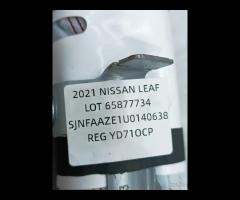 2021 NISSAN LEAF
LOT 65877734
SJNFAAZE1U0140638
REG YD71OCP